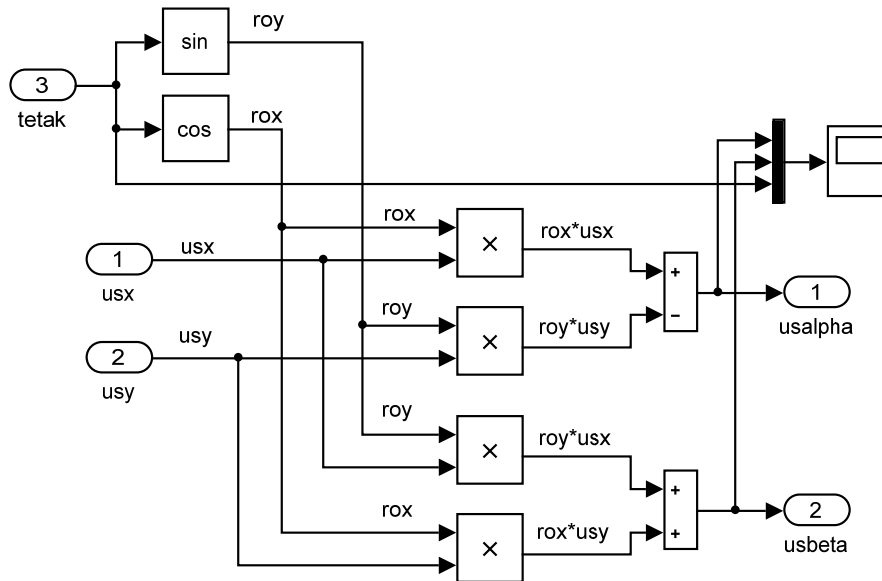 roy
sin
3
tetak
rox
cos
rox
×
rox*usx
usx
1
usx
+
−
1
usalpha
roy
×
roy*usy
usy
2
usy
roy
×
roy*usx
+
+
2
usbeta
rox
×
rox*usy